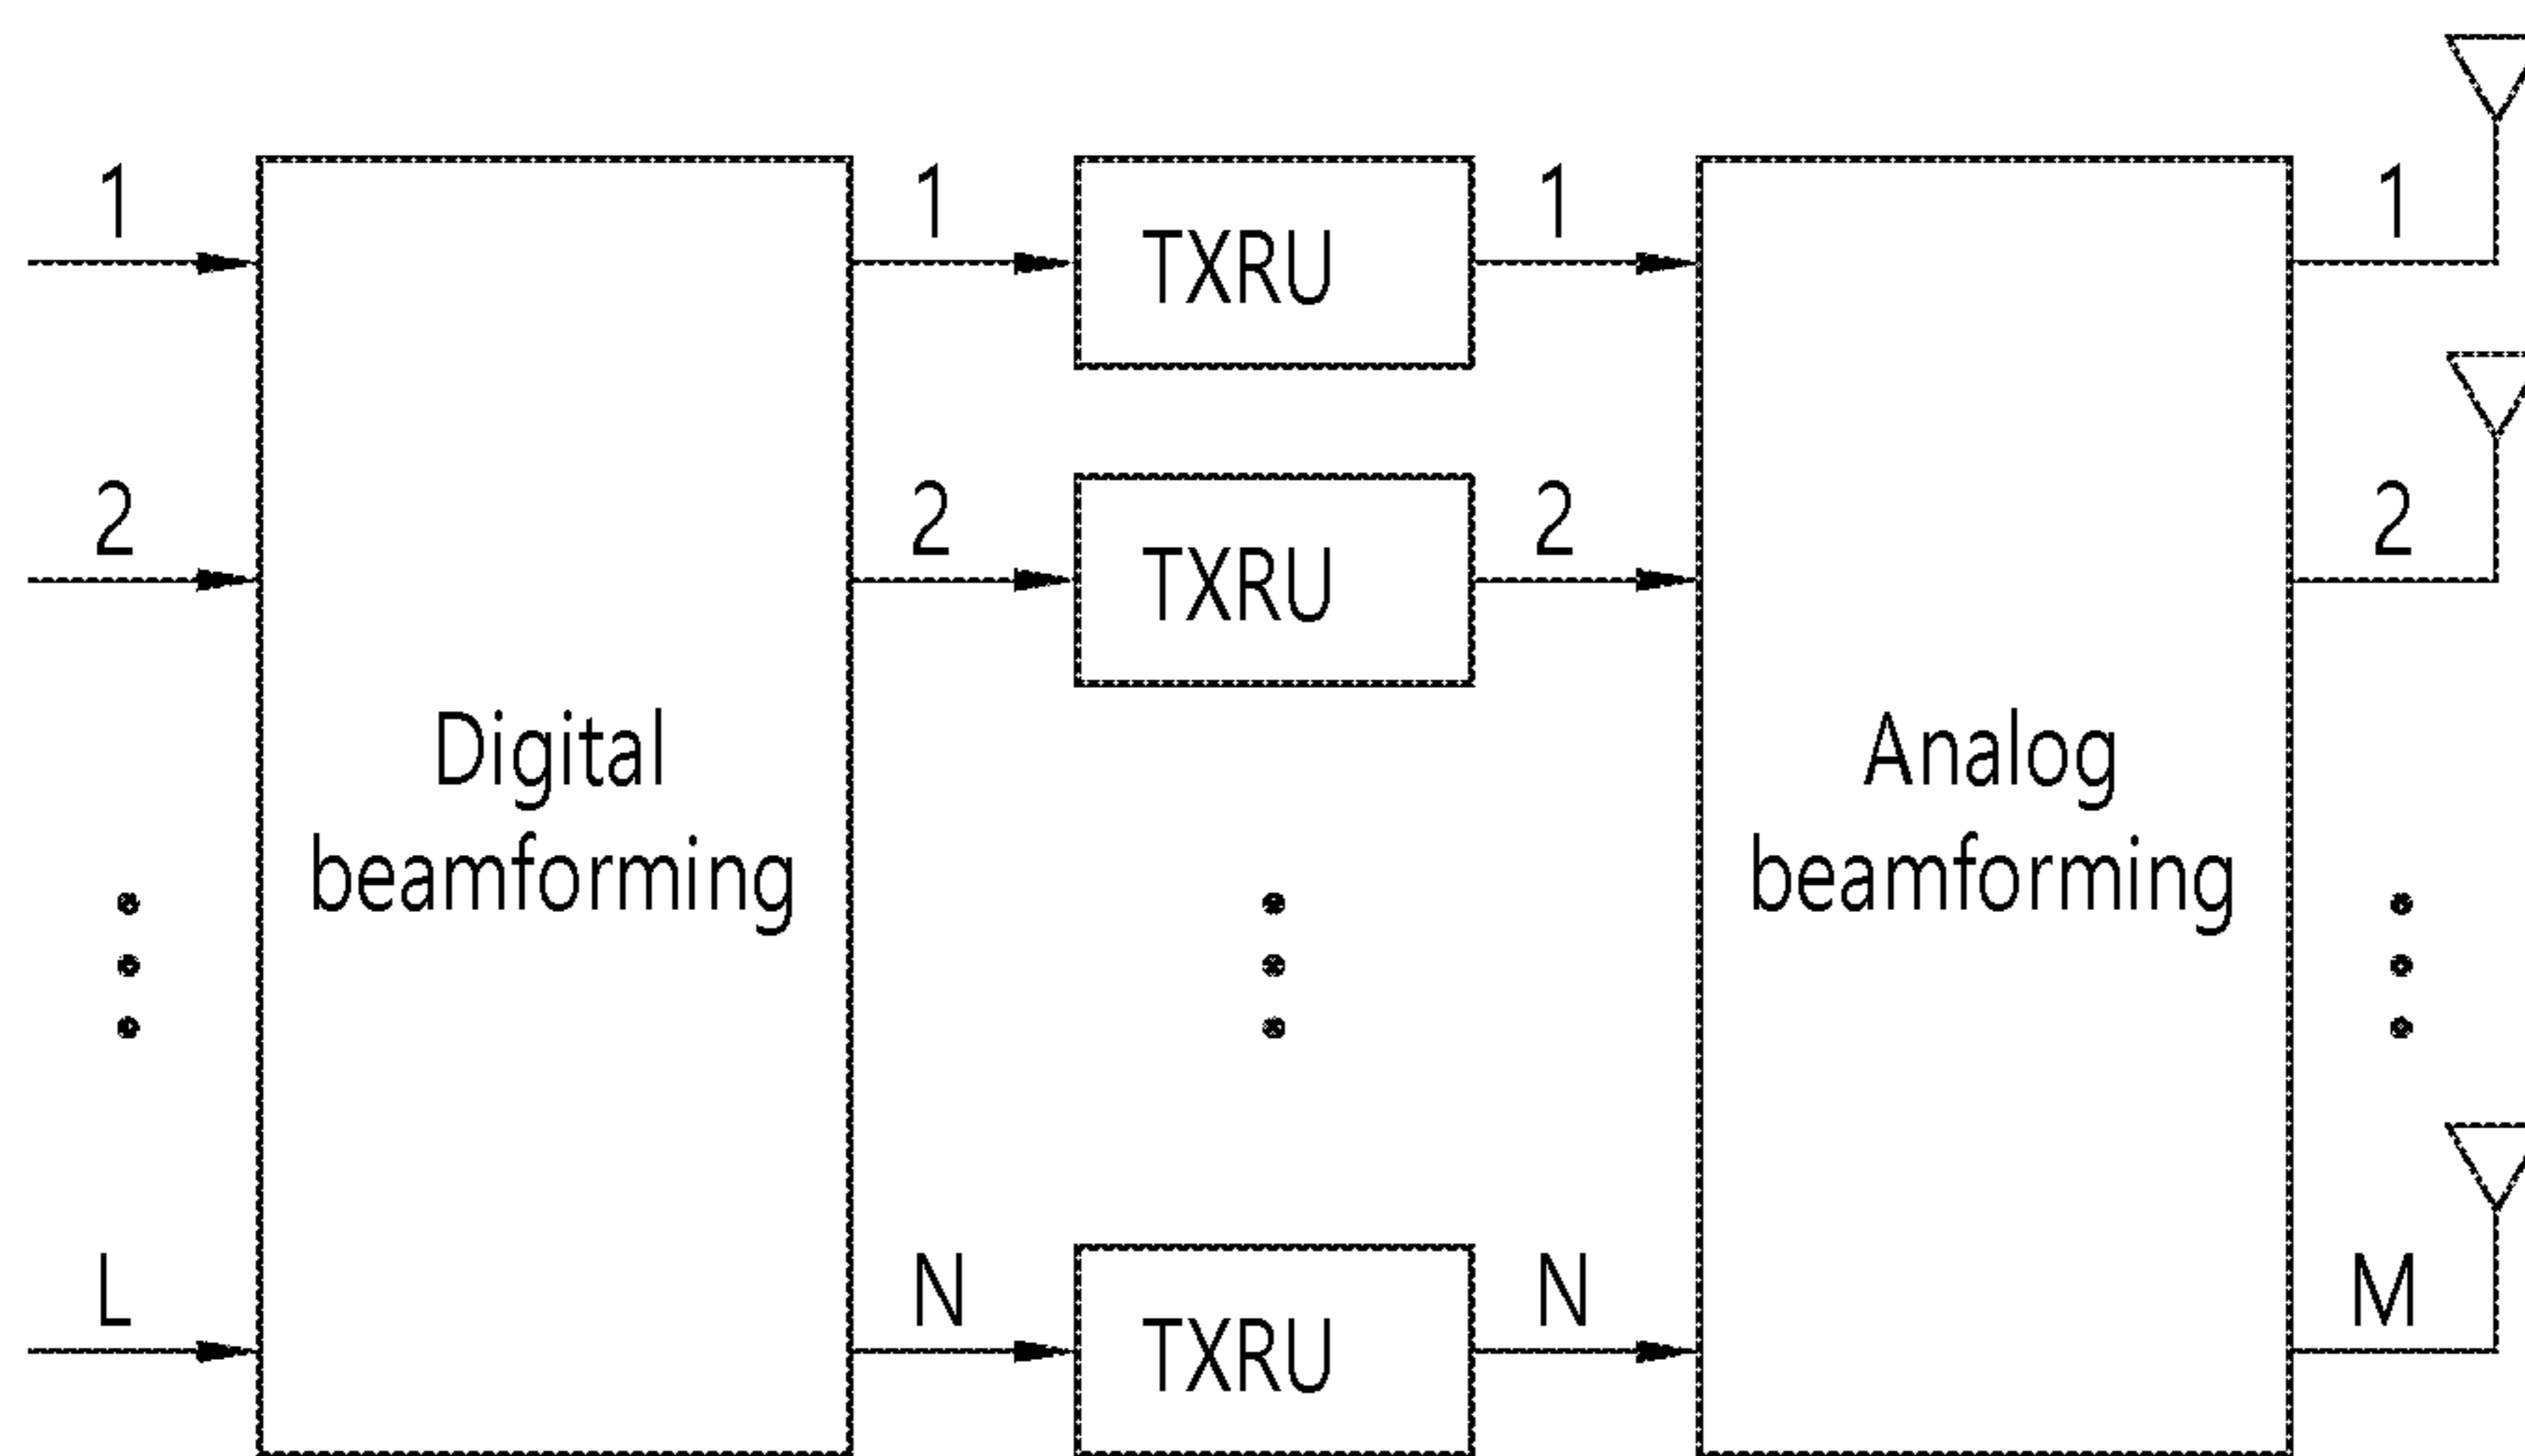 1 1 TXRU 1 1
2 2 TXRU 2 2
Digital
beamforming
Analog
beamforming
L N TXRU N M